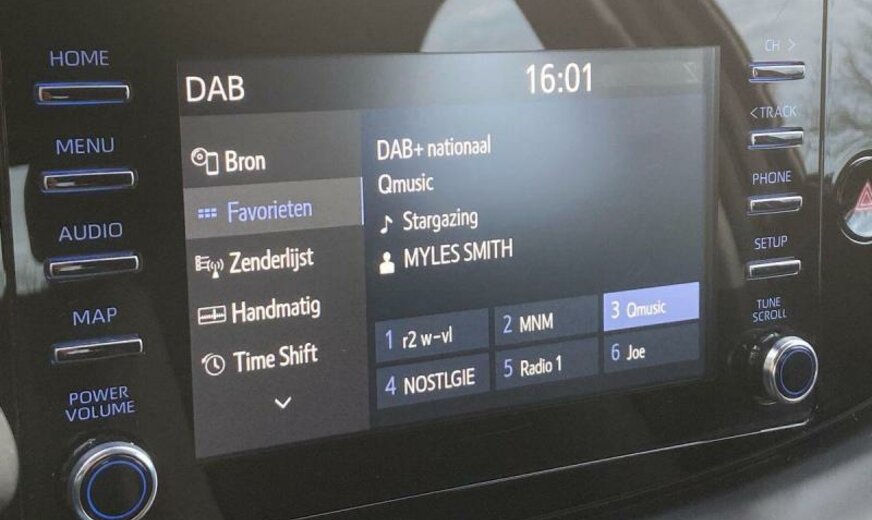 HOME
MENU
AUDIO
MAP
POWER
VOLUME
DAB
16:01
Bron
Favorieten
Zenderlijst
Handmatig
Time Shift
DAB+ nationaal
Qmusic
Stargazing
MYLES SMITH
1 r2 w-vl
2 MNM
3 Qmusic
4 NOSTLGIE
5 Radio 1
6 Joe
CH >
< TRACK
PHONE
SETUP
TUNE
SCROLL